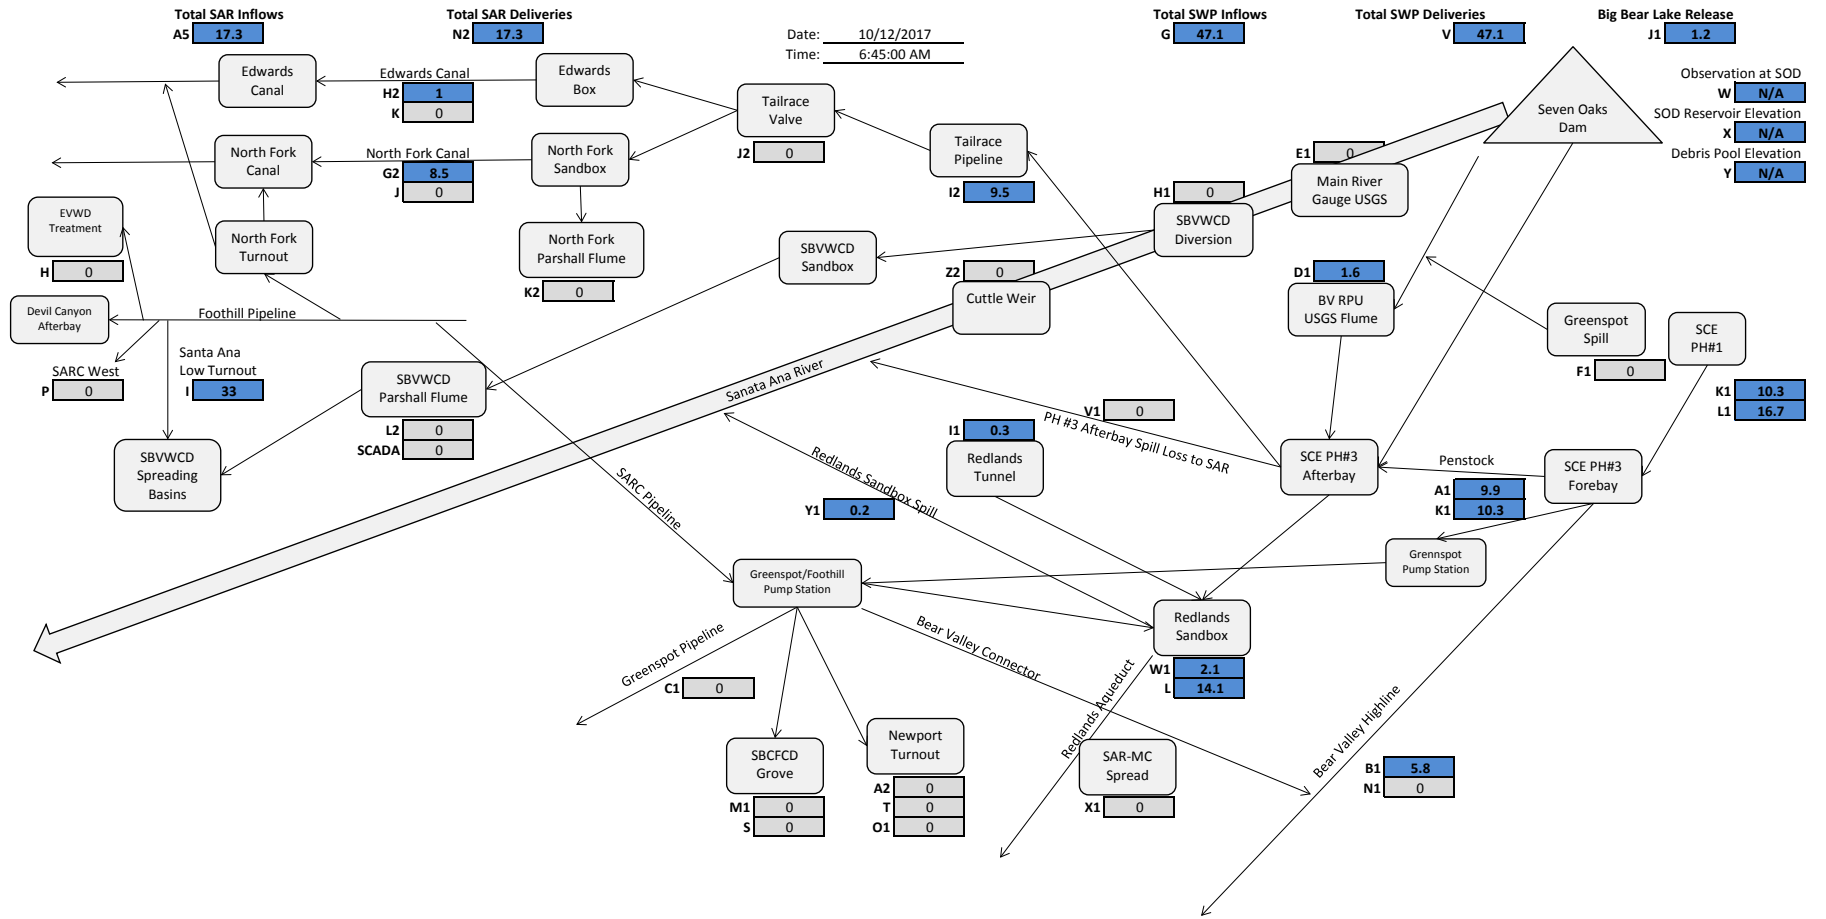 Total SAR Inflows
A5 17.3
Total SAR Deliveries
N2 17.3
Date: 10/12/2017
Time: 6:45:00 AM
Total SWP Inflows
G 47.1
Total SWP Deliveries
V 47.1
Big Bear Lake Release
J1 1.2
Observation at SOD
W N/A
SOD Reservoir Elevation
X N/A
Debris Pool Elevation
Y N/A
Edwards
Canal
Edwards Canal
H2 1
K 0
Edwards
Box
Tailrace
Valve
J2 0
Tailrace
Pipeline
I2 9.5
Seven Oaks
Dam
North Fork
Canal
North Fork Canal
G2 8.5
J 0
North Fork
Sandbox
E1 0
Main River
Gauge USGS
H1 0
SBVWCD
Diversion
EVWD
Treatment
H 0
North Fork
Turnout
North Fork
Parshall Flume
K2 0
SBVWCD
Sandbox
Z2 0
Cuttle Weir
D1 1.6
BV RPU
USGS Flume
Greenspot
Spill
F1 0
SCE
PH#1
K1 10.3
L1 16.7
Devil Canyon
Afterbay
Foothill Pipeline
SARC West
P 0
Santa Ana
Low Turnout
I 33
SBVWCD
Parshall Flume
L2 0
SCADA 0
Sanata Ana River
V1 0
PH #3 Afterbay Spill Loss to SAR
I1 0.3
Redlands
Tunnel
SCE PH#3
Afterbay
Penstock
A1 9.9
K1 10.3
SCE PH#3
Forebay
SBVWCD
Spreading
Basins
SARC Pipeline
Redlands Sandbox Spill
Y1 0.2
Grennspot
Pump Station
Greenspot/Foothill
Pump Station
Redlands
Sandbox
W1 2.1
L 14.1
Greenspot Pipeline
C1 0
Bear Valley Connector
Redlands Aqueduct
Bear Valley Highline
SBCFCD
Grove
M1 0
S 0
Newport
Turnout
A2 0
T 0
O1 0
SAR-MC
Spread
X1 0
B1 5.8
N1 0